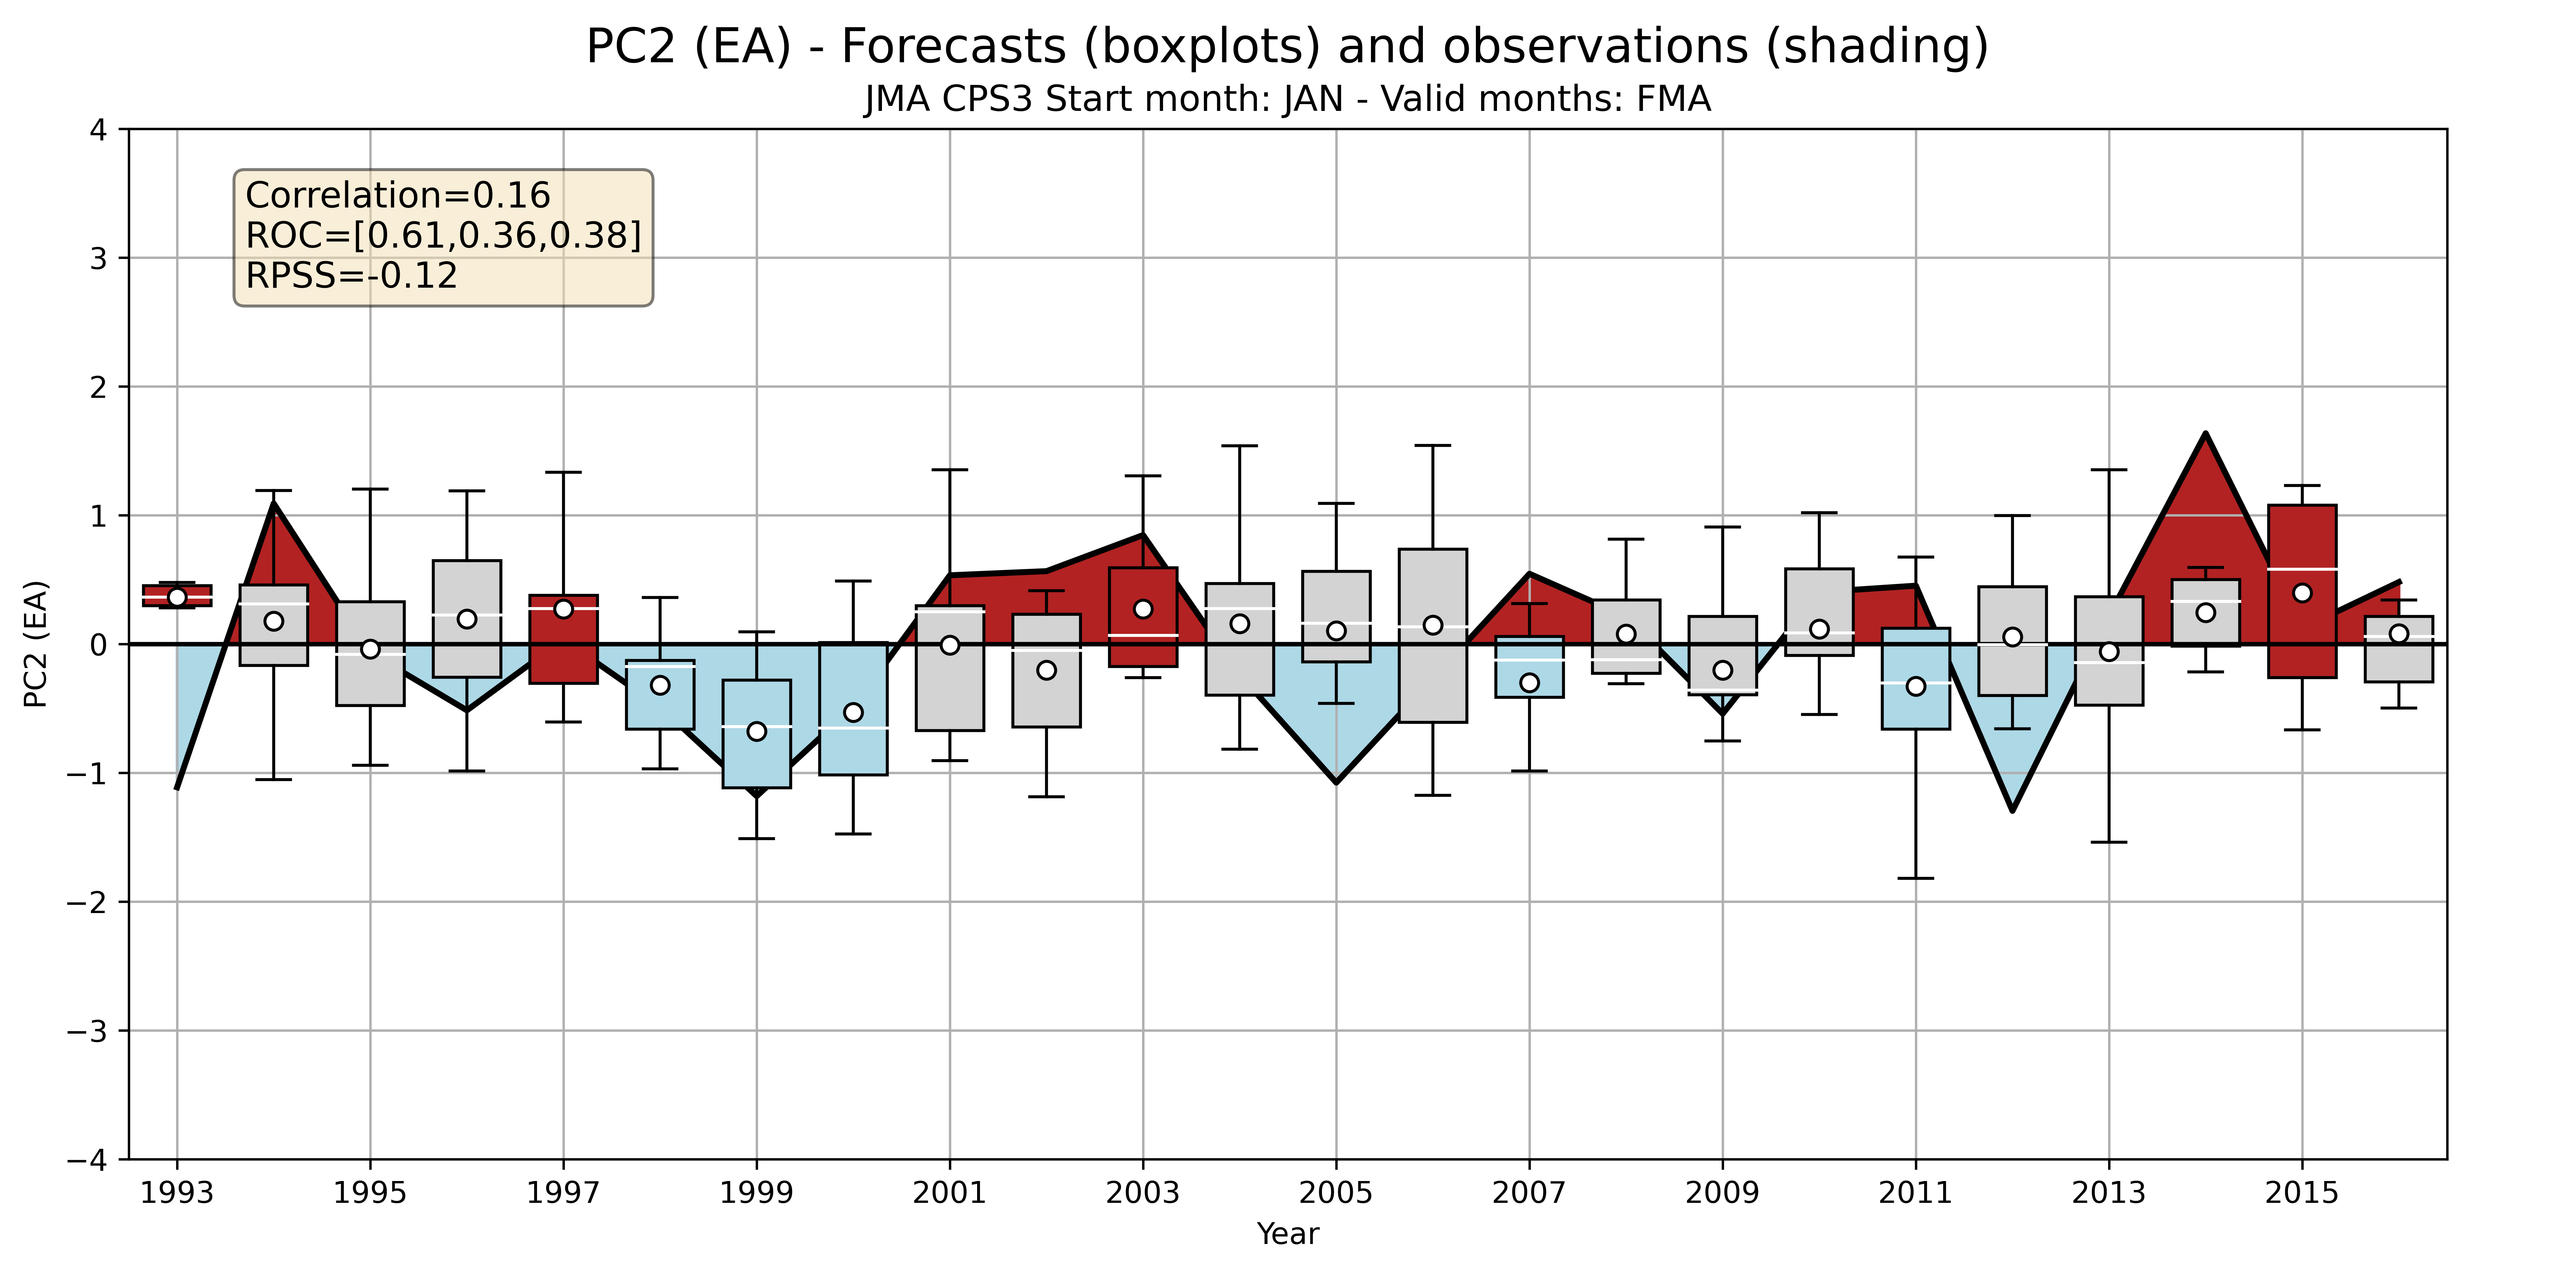 PC2 (EA) - Forecasts (boxplots) and observations (shading)
JMA CPS3 Start month: JAN - Valid months: FMA
Correlation=0.16
ROC=[0.61,0.36,0.38]
RPSS=-0.12
PC2 (EA)
4
3
2
1
0
−1
−2
−3
−4
1993 1995 1997 1999 2001 2003 2005 2007 2009 2011 2013 2015
Year